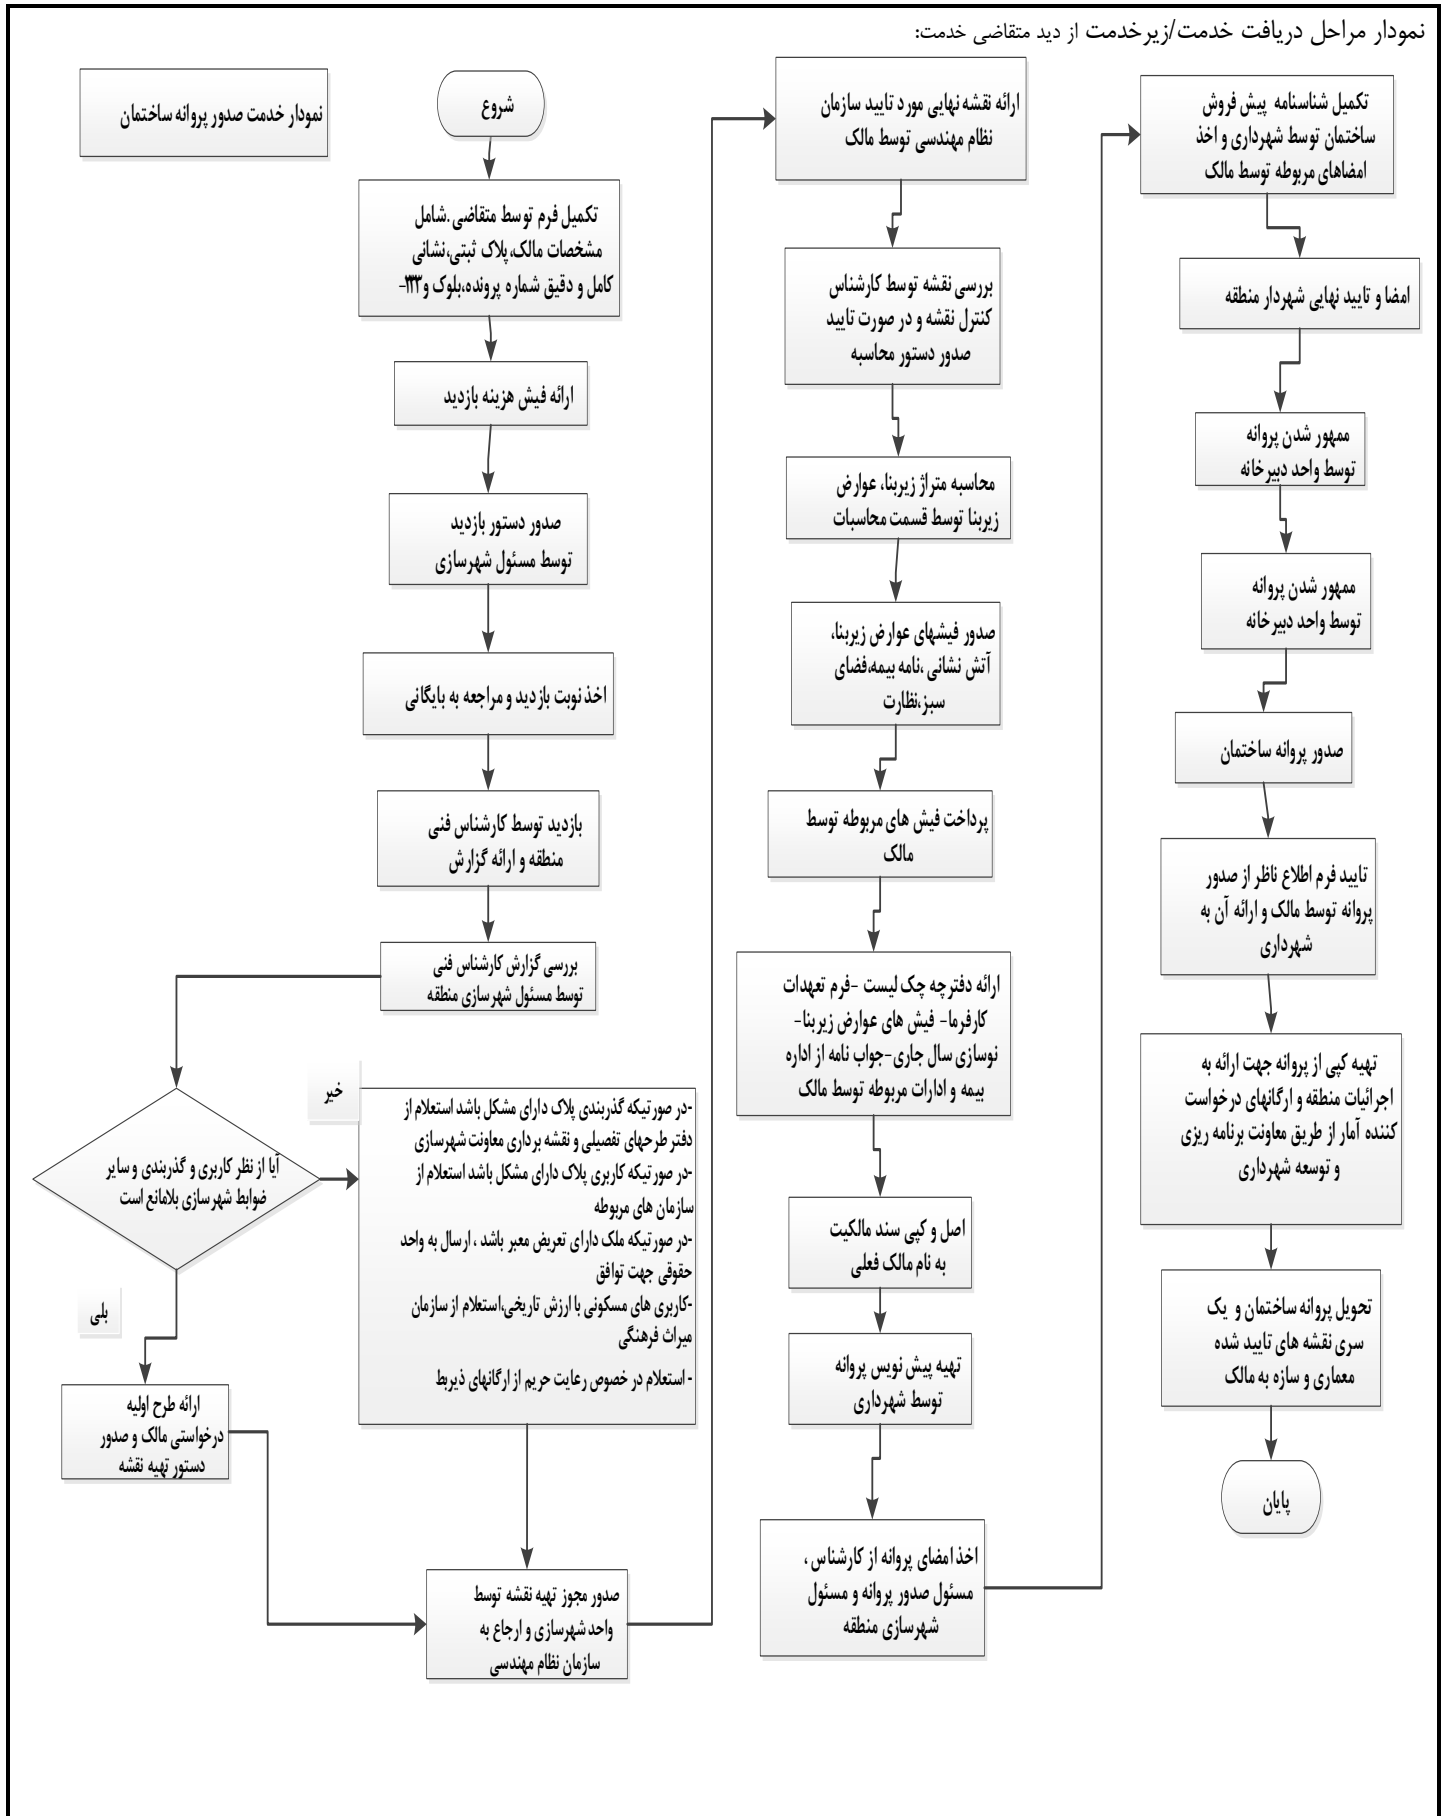 نمودار مراحل دریافت خدمت/زیرخدمت از دید متقاضی خدمت:
نمودار خدمت صدور پروانه ساختمان
شروع
تکمیل فرم توسط متقاضی.شامل
مشخصات مالک،پلاک ثبتی،نشانی
کامل و دقیق شماره پرونده،بلوک و
ارائه فیش هزینه بازدید
صدور دستور بازدید
توسط مسئول شهرسازی
اخذ نوبت بازدید و مراجعه به بایگانی
بازدید توسط کارشناس فنی
منطقه و ارائه گزارش
بررسی گزارش کارشناس فنی
توسط مسئول شهرسازی منطقه
آیا از نظر کاربری و گذربندی و سایر
ضوابط شهرسازی بلامانع است
خیر
-در صورتیکه گذربندی پلاک دارای مشکل باشد استعلام از
دفتر طرحهای تفصیلی و نقشه برداری معاونت شهرسازی
-در صورتیکه کاربری پلاک دارای مشکل باشد استعلام از
سازمان های مربوطه
-در صورتیکه ملک دارای تعریض معبر باشد ، ارسال به واحد
حقوقی جهت توافق
-کاربری های مسکونی با ارزش تاریخی،استعلام از سازمان
میراث فرهنگی
- استعلام در خصوص رعایت حریم از ارگانهای ذیربط
بلی
ارائه طرح اولیه
درخواستی مالک و صدور
دستور تهیه نقشه
صدور مجوز تهیه نقشه توسط
واحد شهرسازی و ارجاع به
سازمان نظام مهندسی
ارائه نقشه نهایی مورد تایید سازمان
نظام مهندسی توسط مالک
بررسی نقشه توسط کارشناس
کنترل نقشه و در صورت تایید
صدور دستور محاسبه
محاسبه متراژ زیربنا، عوارض
زیربنا توسط قسمت محاسبات
صدور فیشهای عوارض زیربنا،
آتش نشانی ،نامه بیمه،فضای
سبز،نظارت
پرداخت فیش های مربوطه توسط
مالک
ارائه دفترچه چک لیست -فرم تعهدات
کارفرما- فیش های عوارض زیربنا-
نوسازی سال جاری-جواب نامه از اداره
بیمه و ادارات مربوطه توسط مالک
اصل و کپی سند مالکیت
به نام مالک فعلی
تهیه پیش نویس پروانه
توسط شهرداری
اخذ امضای پروانه از کارشناس ،
مسئول صدور پروانه و مسئول
شهرسازی منطقه
تکمیل شناسنامه پیش فروش
ساختمان توسط شهرداری و اخذ
امضاهای مربوطه توسط مالک
امضا و تایید نهایی شهردار منطقه
ممهور شدن پروانه
توسط واحد دبیرخانه
ممهور شدن پروانه
توسط واحد دبیرخانه
صدور پروانه ساختمان
تایید فرم اطلاع ناظر از صدور
پروانه توسط مالک و ارائه آن به
شهرداری
تهیه کپی از پروانه جهت ارائه به
اجرائیات منطقه و ارگانهای درخواست
کننده آمار از طریق معاونت برنامه ریزی
و توسعه شهرداری
تحویل پروانه ساختمان و یک
سری نقشه های تایید شده
معماری و سازه به مالک
پایان